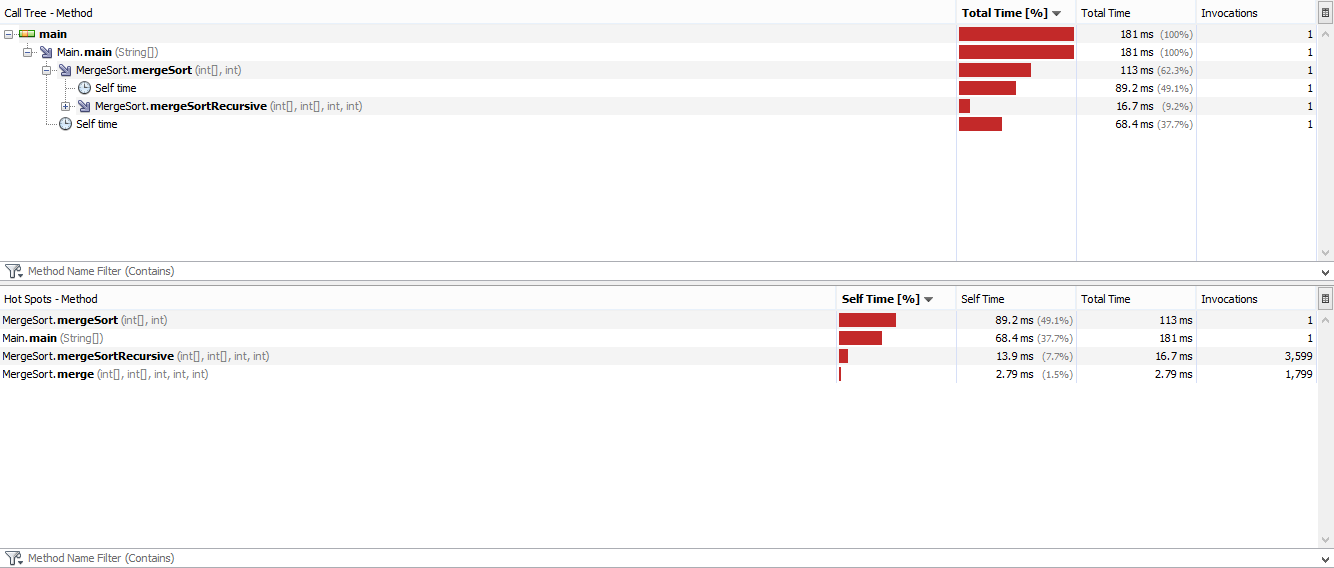 Call Tree - Method Total Time [%] Total Time Invocations
main 181 ms (100%) 1
Main.main (String[]) 181 ms (100%) 1
MergeSort.mergeSort (int[], int) 113 ms (62.3%) 1
Self time 89.2 ms (49.1%) 1
MergeSort.mergeSortRecursive (int[], int[], int, int) 16.7 ms (9.2%) 1
Self time 68.4 ms (37.7%) 1
Method Name Filter (Contains)
Hot Spots - Method Self Time [%] Self Time Total Time Invocations
MergeSort.mergeSort (int[], int) 89.2 ms (49.1%) 113 ms 1
Main.main (String[]) 68.4 ms (37.7%) 181 ms 1
MergeSort.mergeSortRecursive (int[], int[], int, int) 13.9 ms (7.7%) 16.7 ms 3,599
MergeSort.merge (int[], int[], int, int, int) 2.79 ms (1.5%) 2.79 ms 1,799
Method Name Filter (Contains)